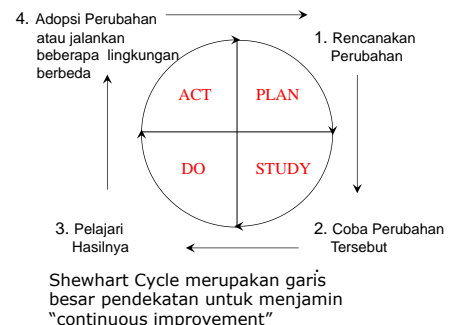 4. Adopsi Perubahan
atau jalankan
beberapa lingkungan
berbeda
1. Rencanakan
Perubahan
ACT
PLAN
DO
STUDY
3. Pelajari
Hasilnya
2. Coba Perubahan
Tersebut
Shewhart Cycle merupakan garis
besar pendekatan untuk menjamin
“continuous improvement”